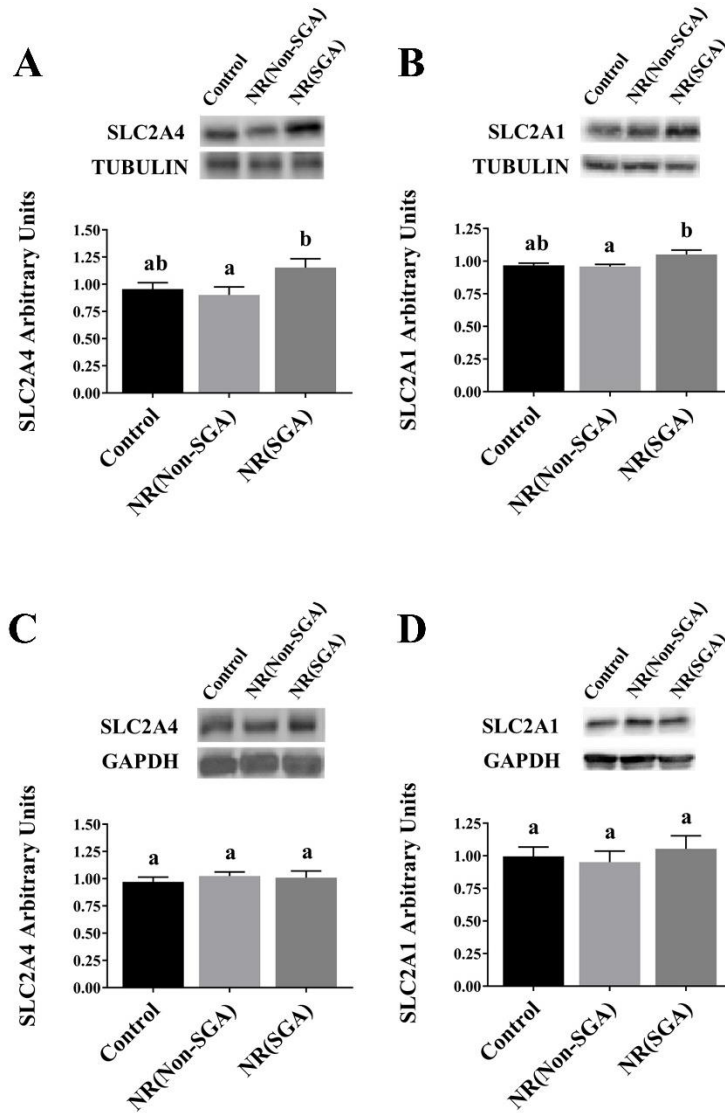 A
Control
NR(Non-SGA)
NR(SGA)
SLC2A4
TUBULIN
SLC2A4 Arbitrary Units
1.50
1.25
1.00
0.75
0.50
0.25
0.00
ab
a
b
Control
NR(Non-SGA)
NR(SGA)
B
Control
NR(Non-SGA)
NR(SGA)
SLC2A1
TUBULIN
SLC2A1 Arbitrary Units
1.25
1.00
0.75
0.50
0.25
0.00
ab
a
b
Control
NR(Non-SGA)
NR(SGA)
C
Control
NR(Non-SGA)
NR(SGA)
SLC2A4
GAPDH
SLC2A4 Arbitrary Units
1.50
1.25
1.00
0.75
0.50
0.25
0.00
a
a
a
Control
NR(Non-SGA)
NR(SGA)
D
Control
NR(Non-SGA)
NR(SGA)
SLC2A1
GAPDH
SLC2A1 Arbitrary Units
1.25
1.00
0.75
0.50
0.25
0.00
a
a
a
Control
NR(Non-SGA)
NR(SGA)